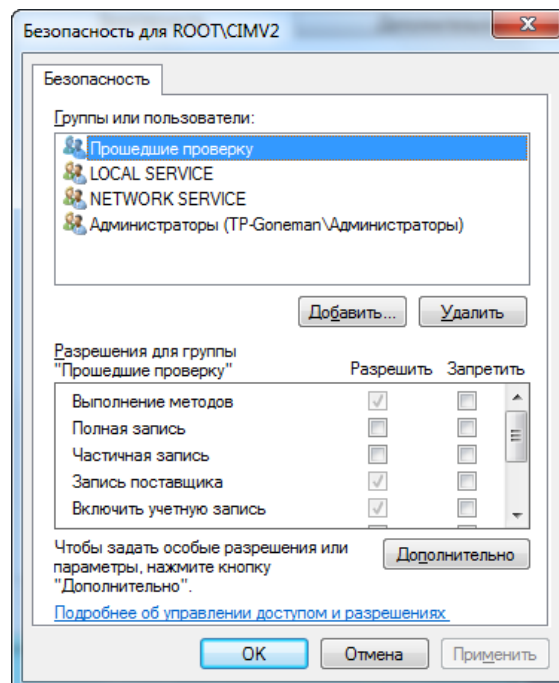 Безопасность для ROOT\CIMV2
Безопасность
Группы или пользователи:
Прошедшие проверку
LOCAL SERVICE
NETWORK SERVICE
Администраторы (TP-Goneman\Администраторы)
Добавить...
Удалить
Разрешения для группы
"Прошедшие проверку"
Разрешить
Запретить
Выполнение методов
Полная запись
Частичная запись
Запись поставщика
Включить учетную запись
Чтобы задать особые разрешения или
параметры, нажмите кнопку
"Дополнительно".
Дополнительно
Подробнее об управлении доступом и разрешениях
OK
Отмена
Применить